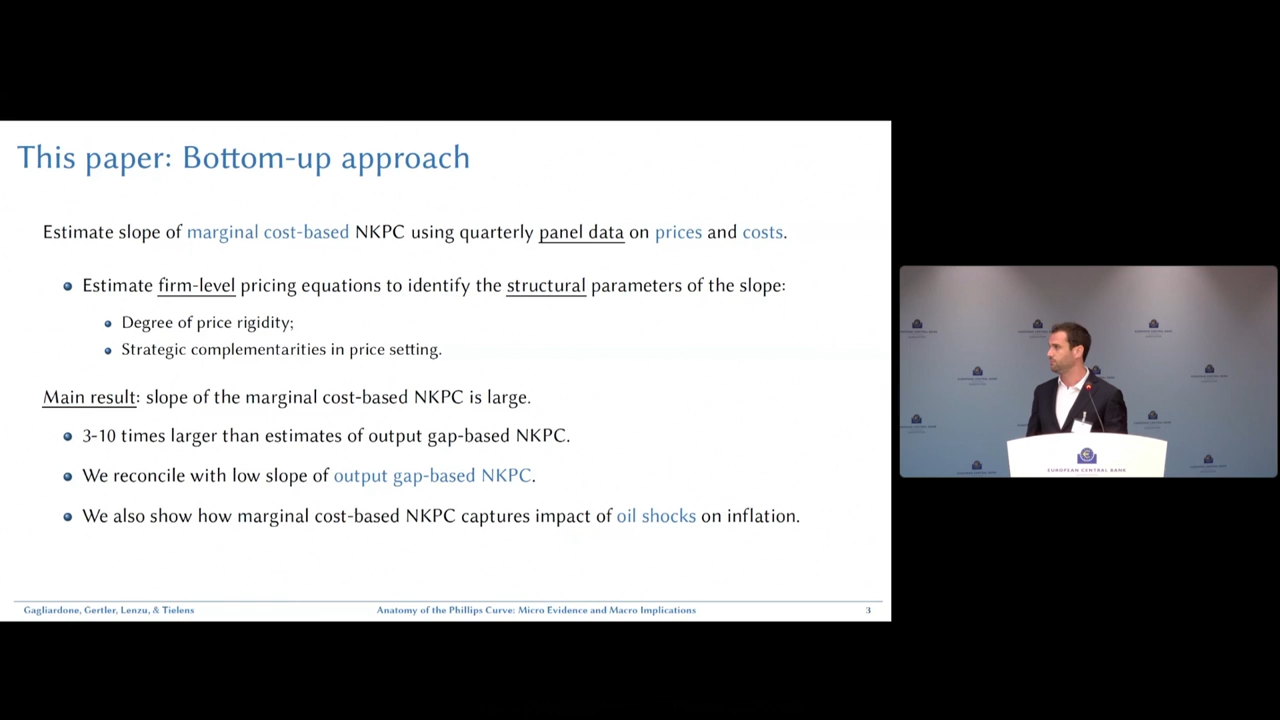 This paper: Bottom-up approach
Estimate slope of marginal cost-based NKPC using quarterly panel data on prices and costs.
Estimate firm-level pricing equations to identify the structural parameters of the slope:
Degree of price rigidity;
Strategic complementarities in price setting.
Main result: slope of the marginal cost-based NKPC is large.
3-10 times larger than estimates of output gap-based NKPC.
We reconcile with low slope of output gap-based NKPC.
We also show how marginal cost-based NKPC captures impact of oil shocks on inflation.
Gagliardone, Gertler, Lenzu, & Tielens
Anatomy of the Phillips Curve: Micro Evidence and Macro Implications
3
EUROPEAN CENTRAL BANK